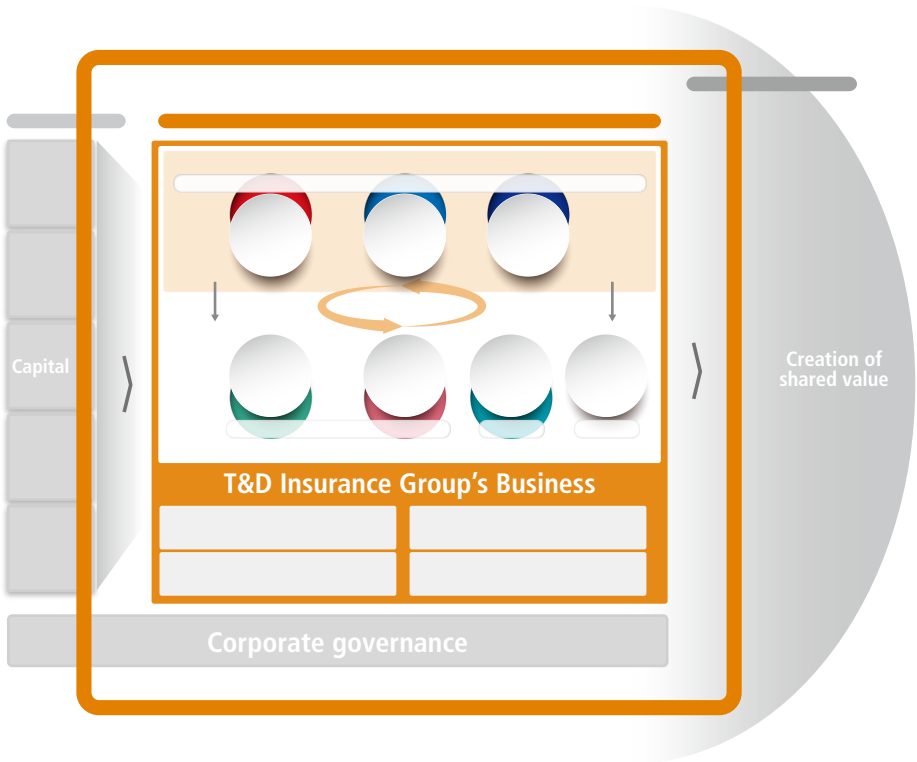 Capital
Creation of
shared value
T&D Insurance Group's Business
Corporate governance